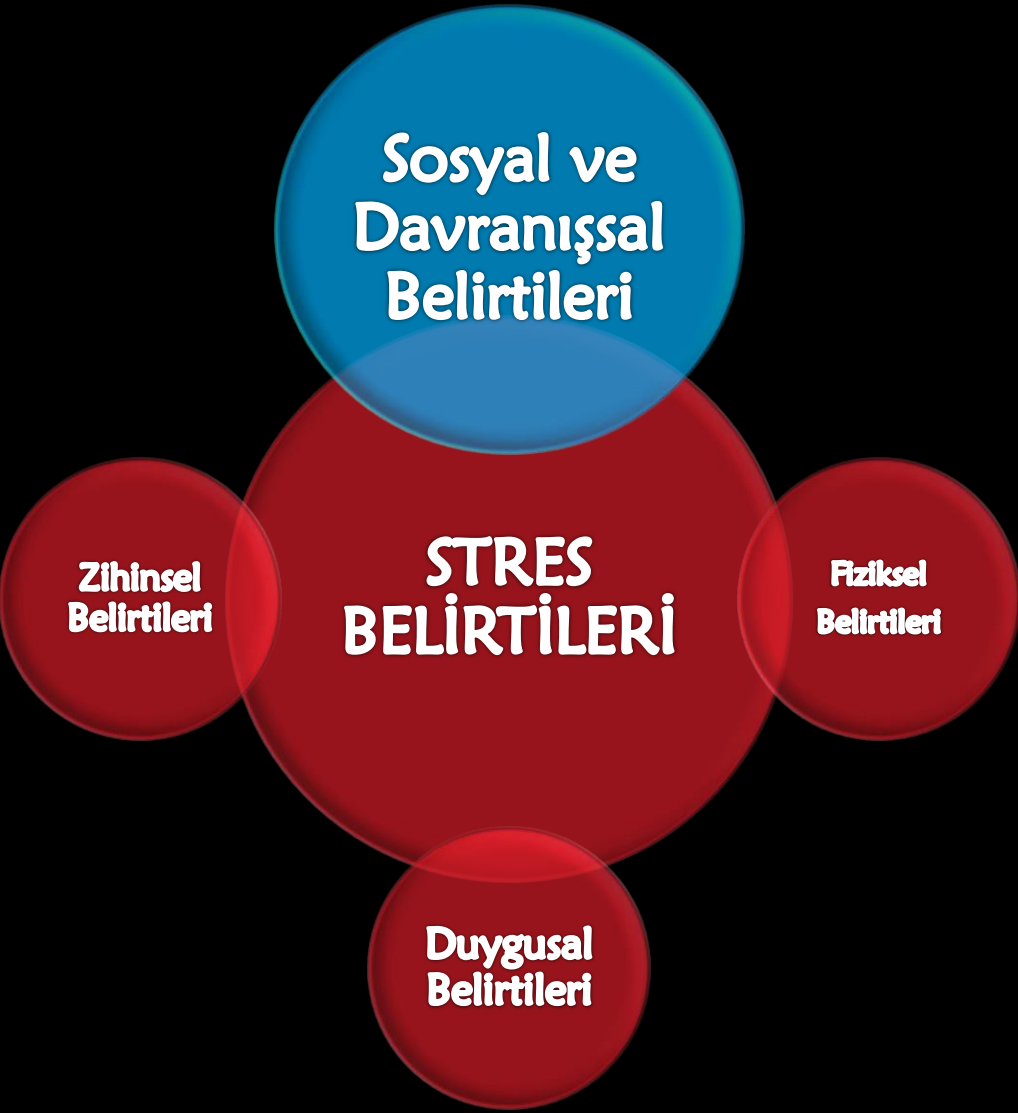 Sosyal ve
Davranışsal
Belirtileri
Zihinsel
Belirtileri
STRES
BELİRTİLERİ
Fiziksel
Belirtileri
Duygusal
Belirtileri